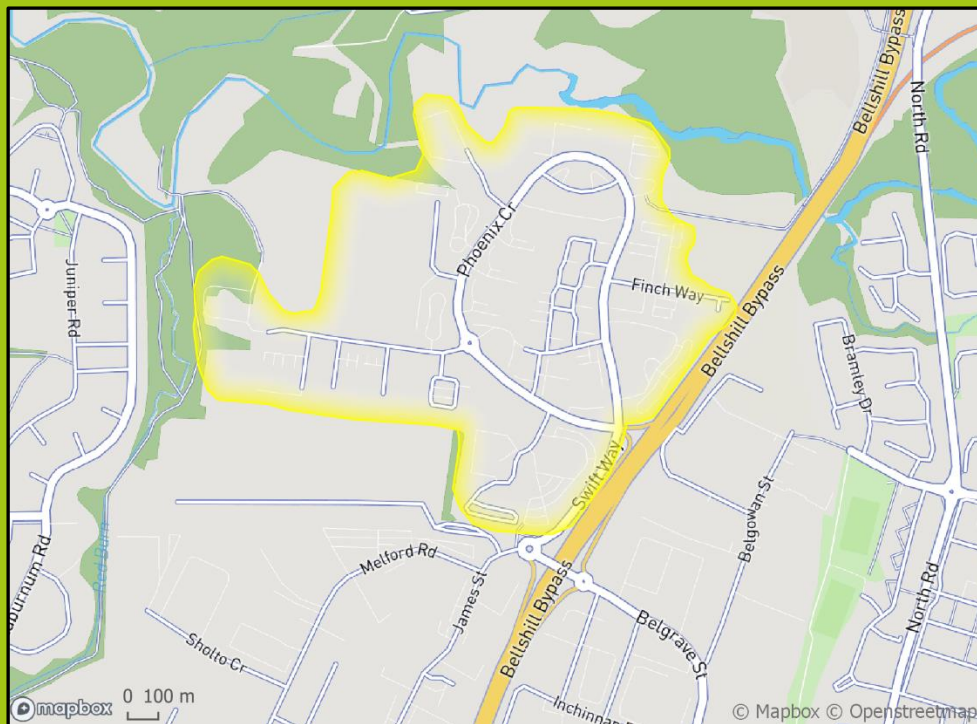 Bellshill Bypass
North Rd
Juniper Rd
Phoenix Cr
Finch Way
Bellshill Bypass
Bramley Dr
Swift Way
Belgowan St
Melford Rd
James St
Bellshill Bypass
Belgrave St
North Rd
Sholto Cr
mapbox
0 100 m
© Mapbox © Openstreetmap